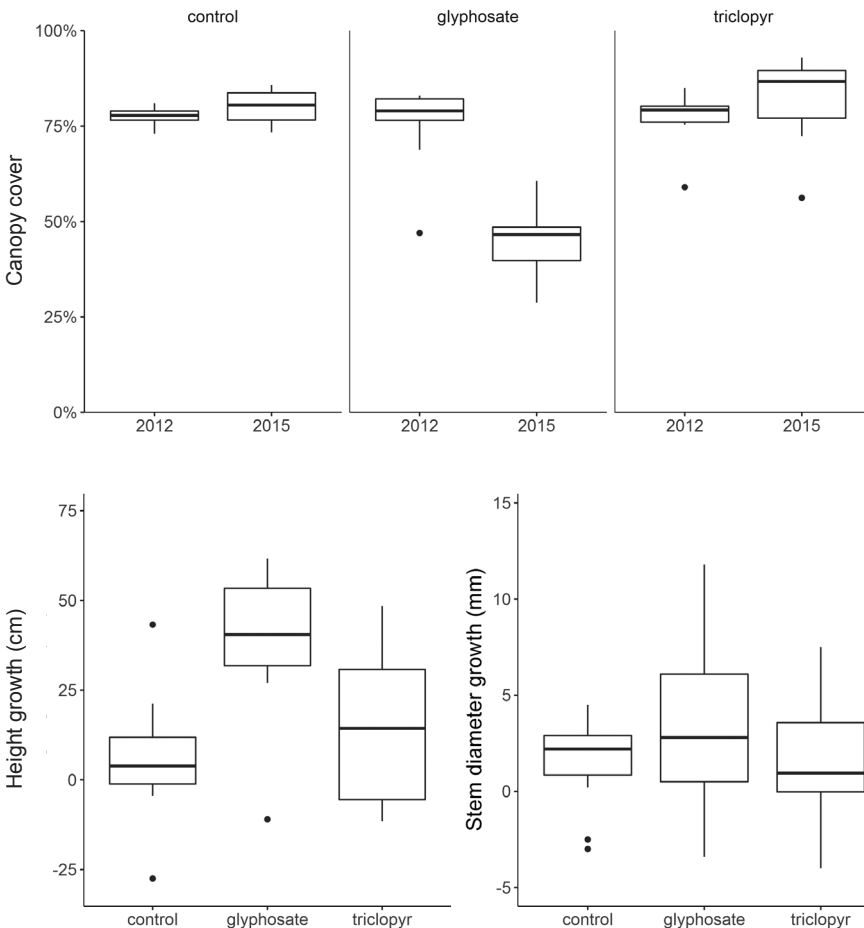 control glyphosate triclopyr
100%
75%
50%
25%
0%
Canopy cover
2012 2015 2012 2015 2012 2015
75
50
25
0
-25
Height growth (cm)
control glyphosate triclopyr
15
10
5
0
-5
Stem diameter growth (mm)
control glyphosate triclopyr